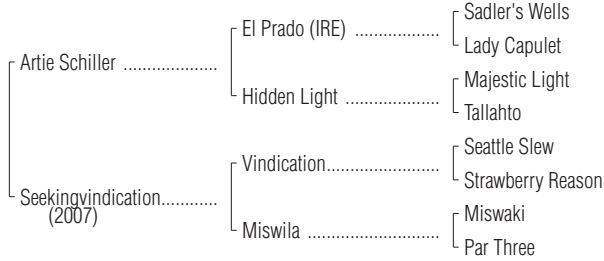 Sadler's Wells
El Prado (IRE) ...................
Lady Capulet
Artie Schiller .....................
Majestic Light
Hidden Light .....................
Tallahto
Seattle Slew
Vindication.........................
Strawberry Reason
Seekingvindication.............
(2007)
Miswaki
Miswila .............................
Par Three